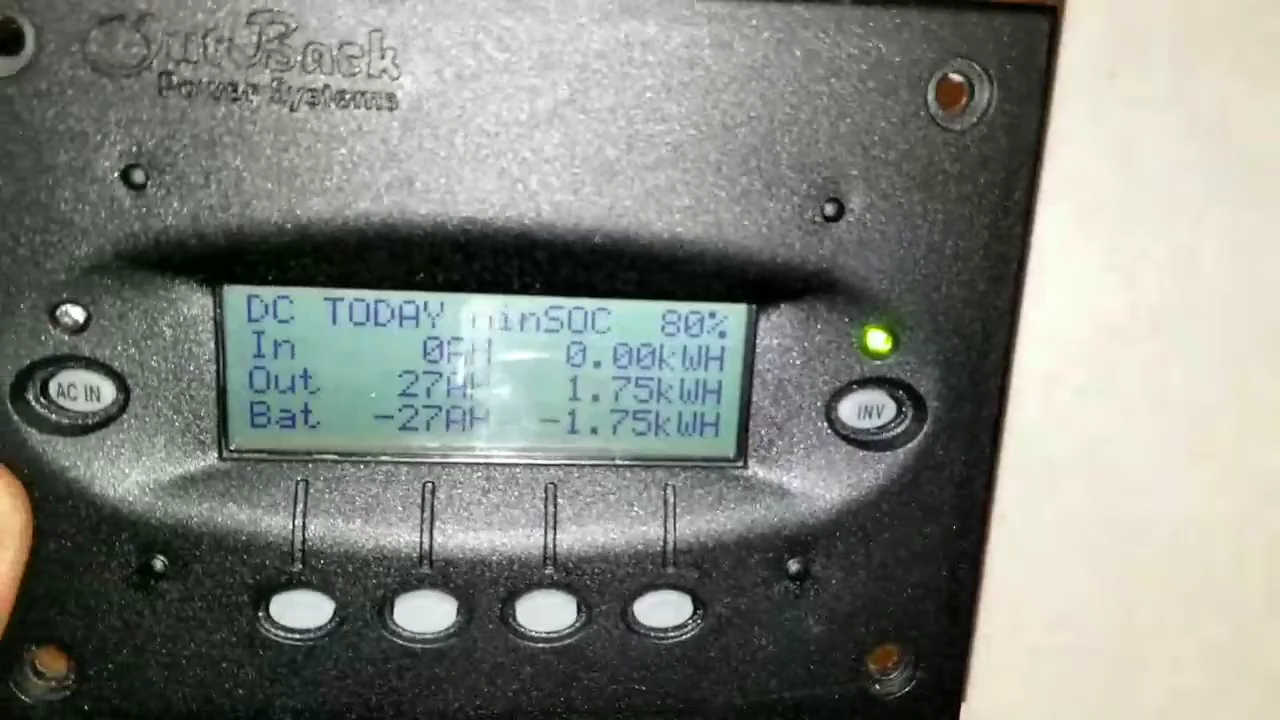 OutBack
Power Systems
DC TODAY minSOC 80%
In 0AH 0.00kWH
Out 27AH 1.75kWH
Bat -27AH -1.75kWH
AC IN
INV